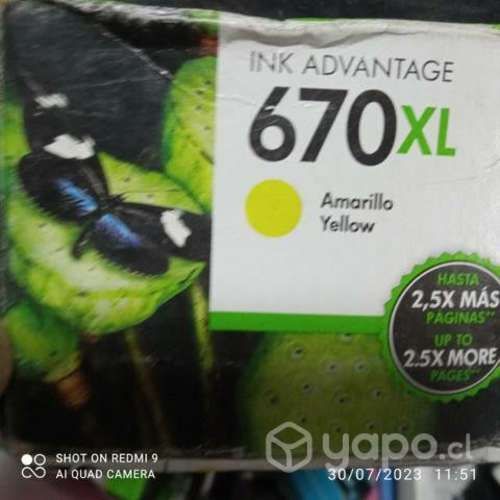 INK ADVANTAGE
670XL
Amarillo
Yellow
HASTA
2,5X MÁS
PÁGINAS**
UP TO
2.5X MORE
PAGES**
yapo.cl
SHOT ON REDMI 9
AI QUAD CAMERA
30/07/2023 11:51